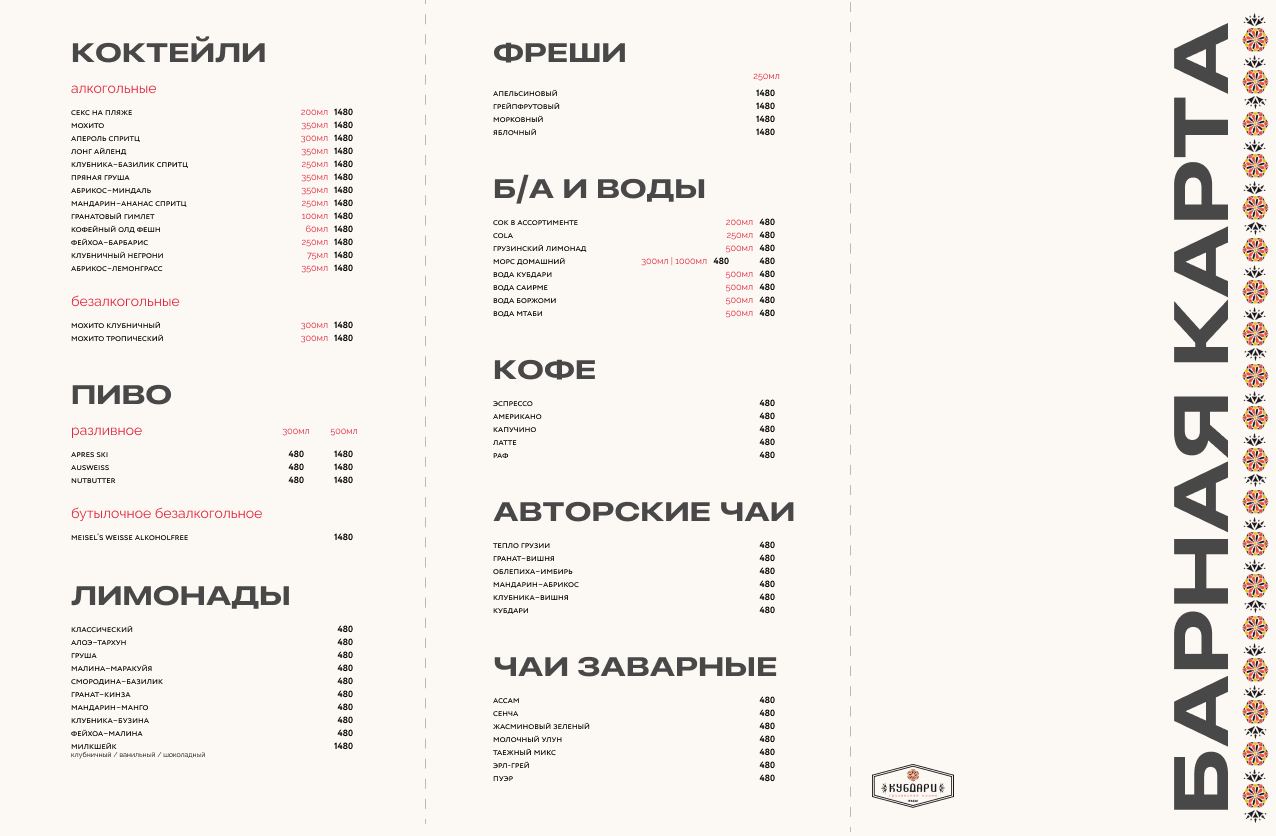 КОКТЕЙЛИ
алкогольные
СЕКС НА ПЛЯЖЕ 200МЛ 1480
МОХИТО 350МЛ 1480
АПЕРОЛЬ СПРИТЦ 300МЛ 1480
ЛОНГ АЙЛЕНД 350МЛ 1480
КЛУБНИКА-БАЗИЛИК СПРИТЦ 250МЛ 1480
ПРЯНАЯ ГРУША 350МЛ 1480
АБРИКОС-МИНДАЛЬ 350МЛ 1480
МАНДАРИН-АНАНАС СПРИТЦ 250МЛ 1480
ГРАНАТОВЫЙ ГИМЛЕТ 100МЛ 1480
КОФЕЙНЫЙ ОЛД ФЕШН 60МЛ 1480
ФЕЙХОА-БАРБАРИС 250МЛ 1480
КЛУБНИЧНЫЙ НЕГРОНИ 75МЛ 1480
АБРИКОС-ЛЕМОНГРАСС 350МЛ 1480
безалкогольные
МОХИТО КЛУБНИЧНЫЙ 300МЛ 1480
МОХИТО ТРОПИЧЕСКИЙ 300МЛ 1480
ПИВО
разливное 300МЛ 500МЛ
APRES SKI 480 1480
AUSWEISS 480 1480
NUTBUTTER 480 1480
бутылочное безалкогольное
MEISEL'S WEISSE ALKOHOLFREE 1480
ЛИМОНАДЫ
КЛАССИЧЕСКИЙ 480
АЛОЭ-ТАРХУН 480
ГРУША 480
МАЛИНА-МАРАКУЙЯ 480
СМОРОДИНА-БАЗИЛИК 480
ГРАНАТ-КИНЗА 480
МАНДАРИН-МАНГО 480
КЛУБНИКА-БУЗИНА 480
ФЕЙХОА-МАЛИНА 480
МИЛКШЕЙК 1480
клубничный / ванильный / шоколадный
ФРЕШИ
250МЛ
АПЕЛЬСИНОВЫЙ 1480
ГРЕЙПФРУТОВЫЙ 1480
МОРКОВНЫЙ 1480
ЯБЛОЧНЫЙ 1480
Б/А И ВОДЫ
СОК В АССОРТИМЕНТЕ 200МЛ 480
COLA 250МЛ 480
ГРУЗИНСКИЙ ЛИМОНАД 500МЛ 480
МОРС ДОМАШНИЙ 300МЛ | 1000МЛ 480 480
ВОДА КУБДАРИ 500МЛ 480
ВОДА САИРМЕ 500МЛ 480
ВОДА БОРЖОМИ 500МЛ 480
ВОДА МТАБИ 500МЛ 480
КОФЕ
ЭСПРЕССО 480
АМЕРИКАНО 480
КАПУЧИНО 480
ЛАТТЕ 480
РАФ 480
АВТОРСКИЕ ЧАИ
ТЕПЛО ГРУЗИИ 480
ГРАНАТ-ВИШНЯ 480
ОБЛЕПИХА-ИМБИРЬ 480
МАНДАРИН-АБРИКОС 480
КЛУБНИКА-ВИШНЯ 480
КУБДАРИ 480
ЧАИ ЗАВАРНЫЕ
АССАМ 480
СЕНЧА 480
ЖАСМИНОВЫЙ ЗЕЛЕНЫЙ 480
МОЛОЧНЫЙ УЛУН 480
ТАЕЖНЫЙ МИКС 480
ЭРЛ-ГРЕЙ 480
ПУЭР 480
КУБДАРИ
БАРНАЯ КАРТА